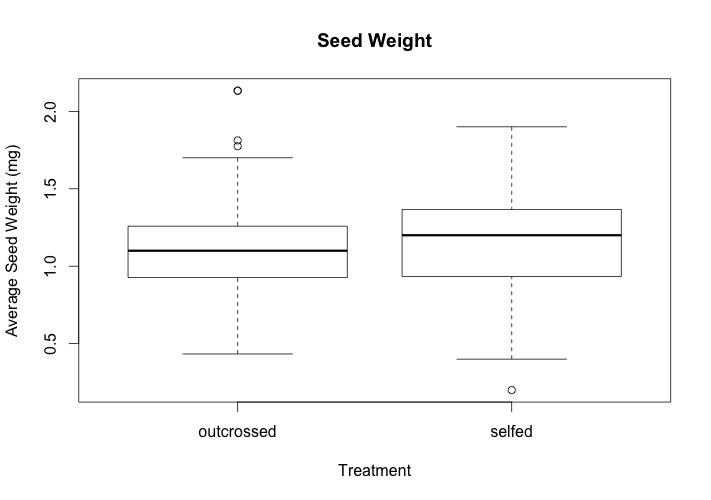 Seed Weight
Average Seed Weight (mg)
2.0
1.5
1.0
0.5
outcrossed
selfed
Treatment